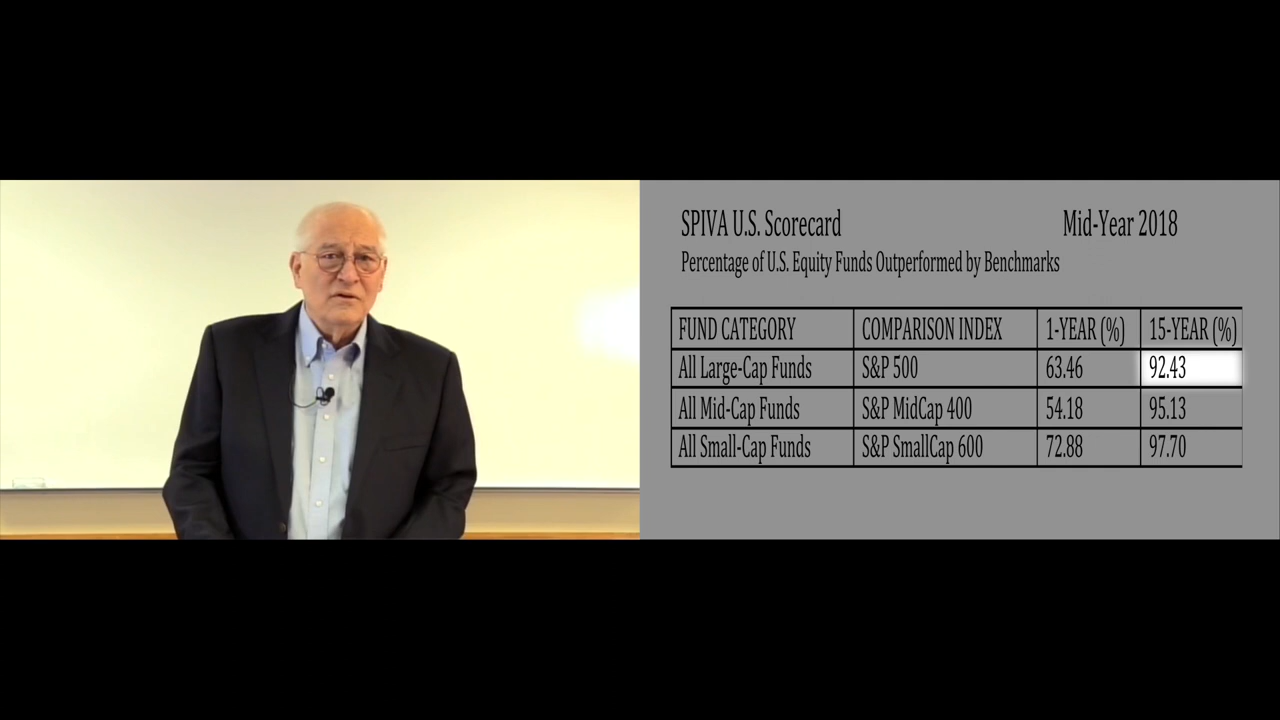 SPIVA U.S. Scorecard Mid-Year 2018
Percentage of U.S. Equity Funds Outperformed by Benchmarks
FUND CATEGORY COMPARISON INDEX 1-YEAR (%) 15-YEAR (%)
All Large-Cap Funds S&P 500 63.46 92.43
All Mid-Cap Funds S&P MidCap 400 54.18 95.13
All Small-Cap Funds S&P SmallCap 600 72.88 97.70